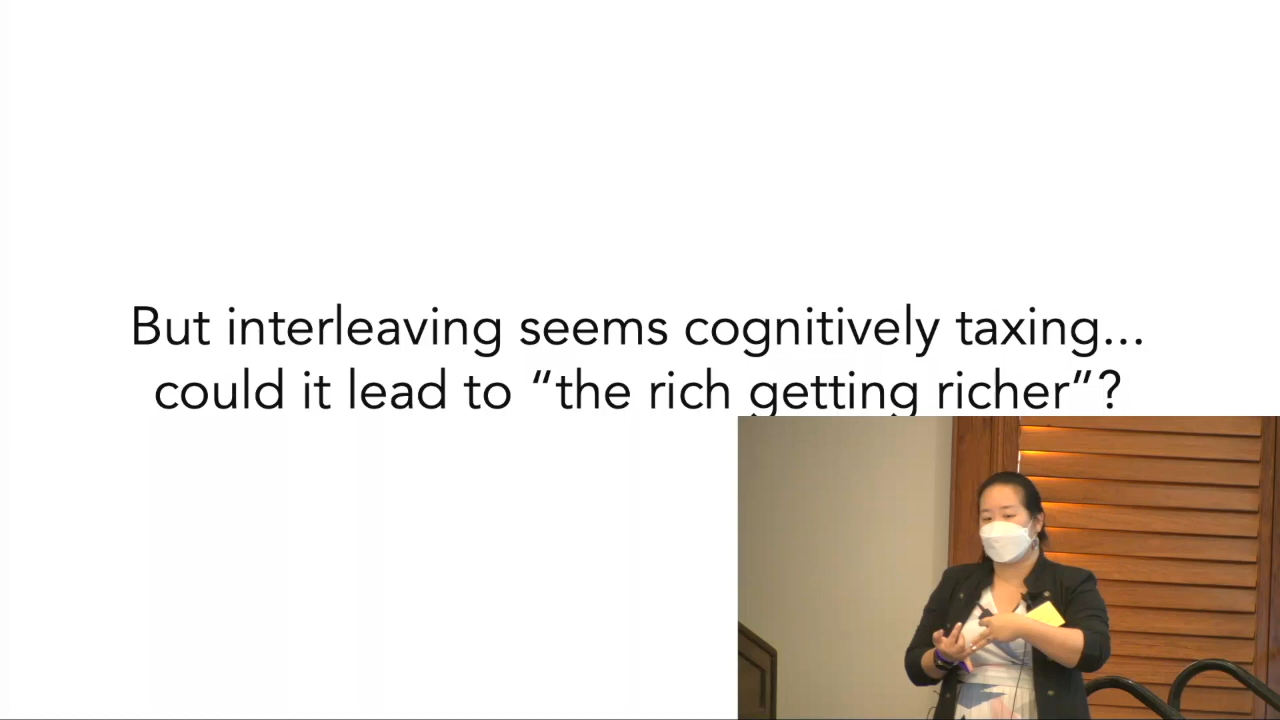 But interleaving seems cognitively taxing...
could it lead to “the rich getting richer”?